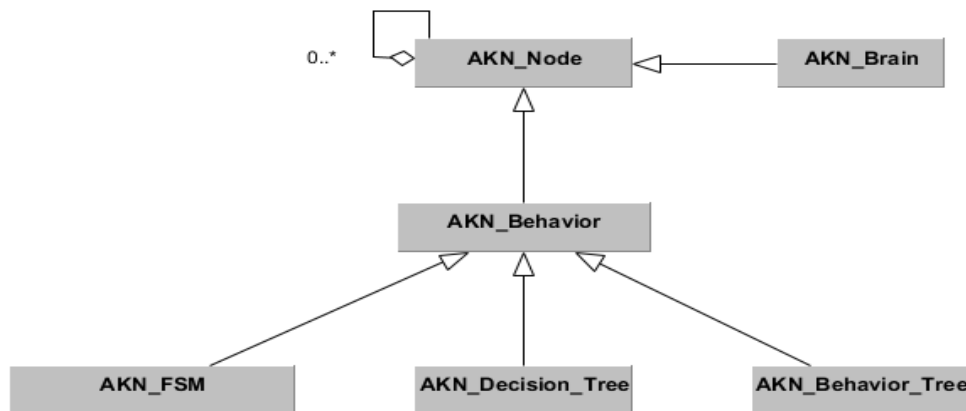 0..*
AKN_Node
AKN_Brain
AKN_Behavior
AKN_FSM
AKN_Decision_Tree
AKN_Behavior_Tree